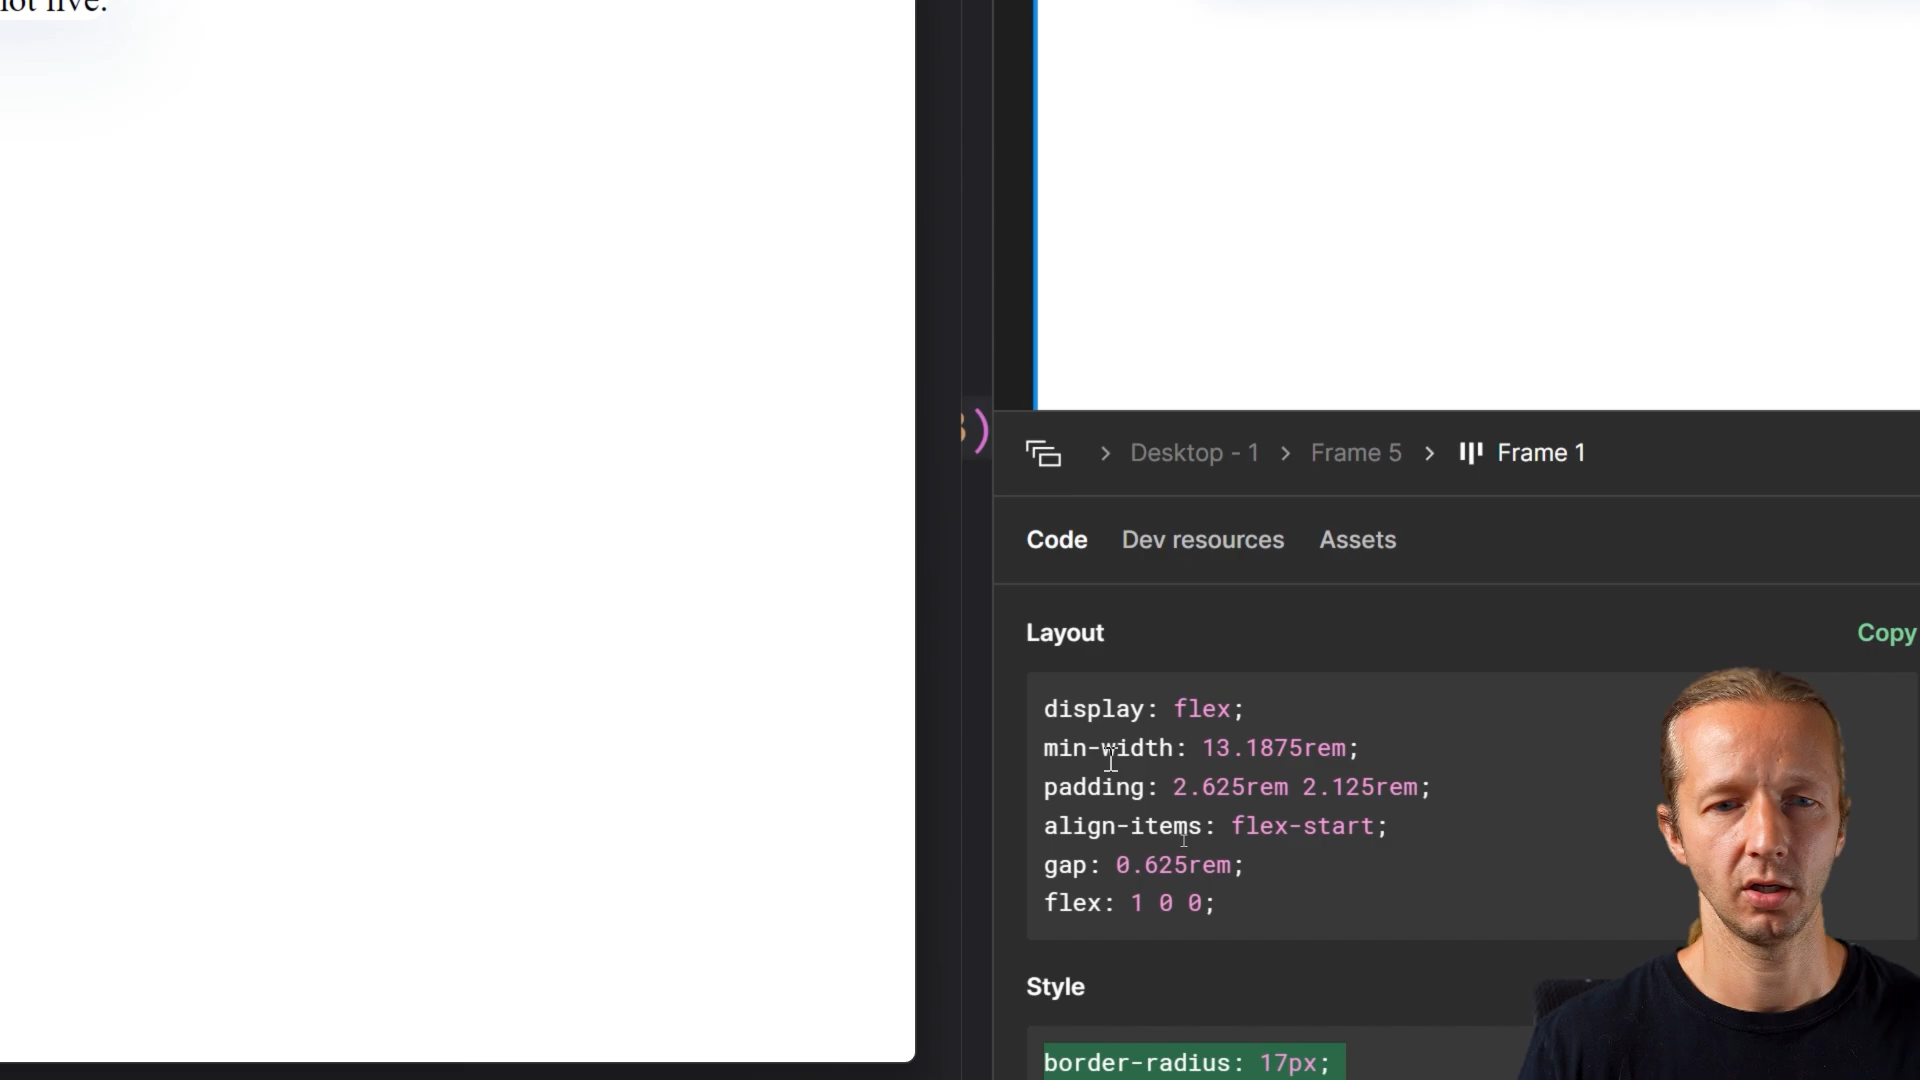 not live.
)
Desktop - 1 > Frame 5 > Frame 1
Code Dev resources Assets
Layout Copy
display: flex;
min-width: 13.1875rem;
padding: 2.625rem 2.125rem;
align-items: flex-start;
gap: 0.625rem;
flex: 1 0 0;
Style
border-radius: 17px;